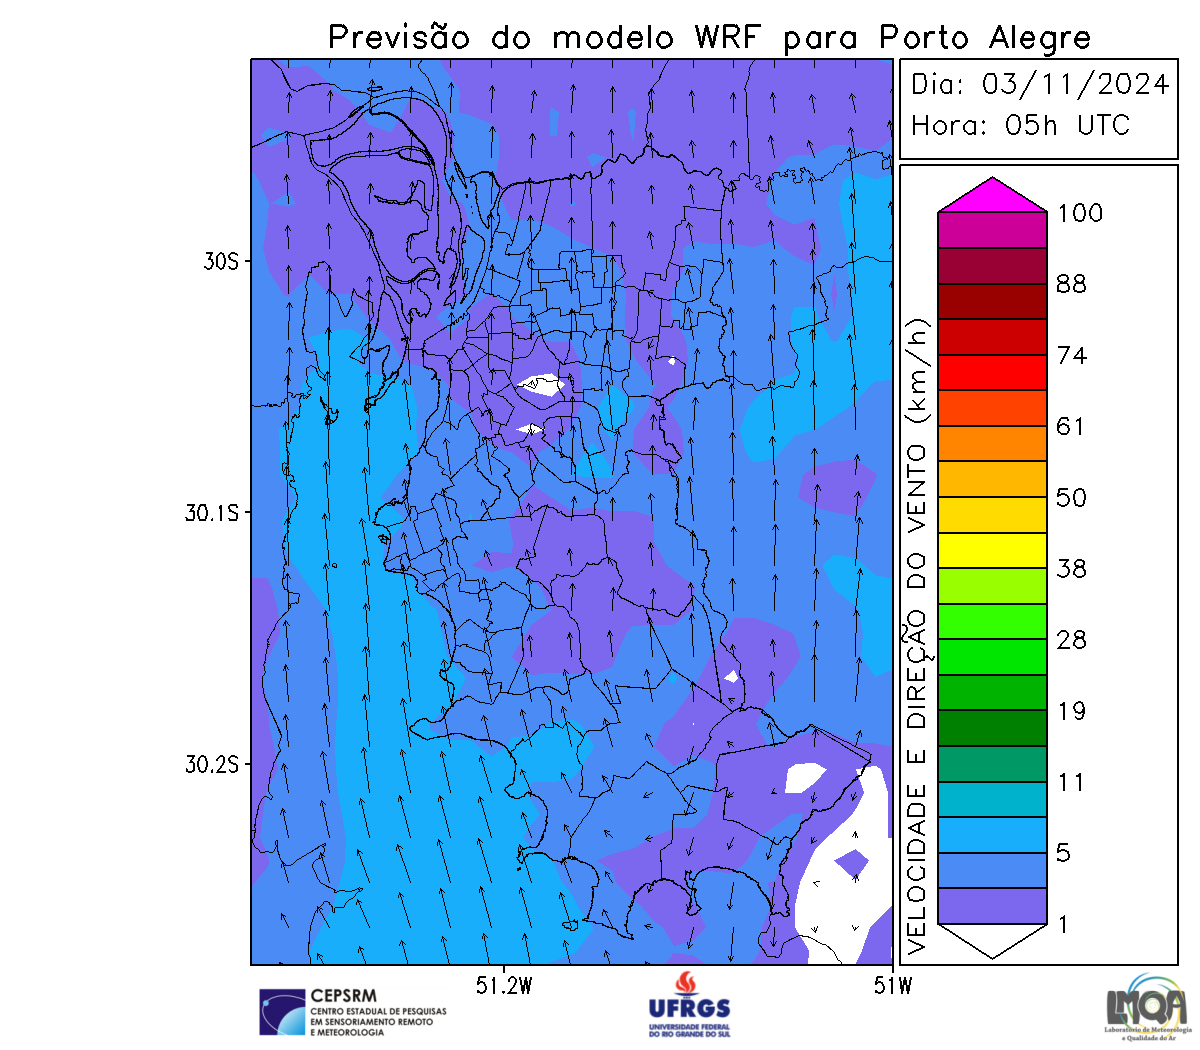 Previsão do modelo WRF para Porto Alegre
Dia: 03/11/2024
Hora: 05h UTC
30S
30.1S
30.2S
51.2W
51W
VELOCIDADE E DIREÇÃO DO VENTO (km/h)
100
88
74
61
50
38
28
19
11
5
1
CEPSRM
CENTRO ESTADUAL DE PESQUISAS
EM SENSORIAMENTO REMOTO
E METEOROLOGIA
UFRGS
UNIVERSIDADE FEDERAL
DO RIO GRANDE DO SUL
LMQA
Laboratório de Meteorologia
e Qualidade do Ar